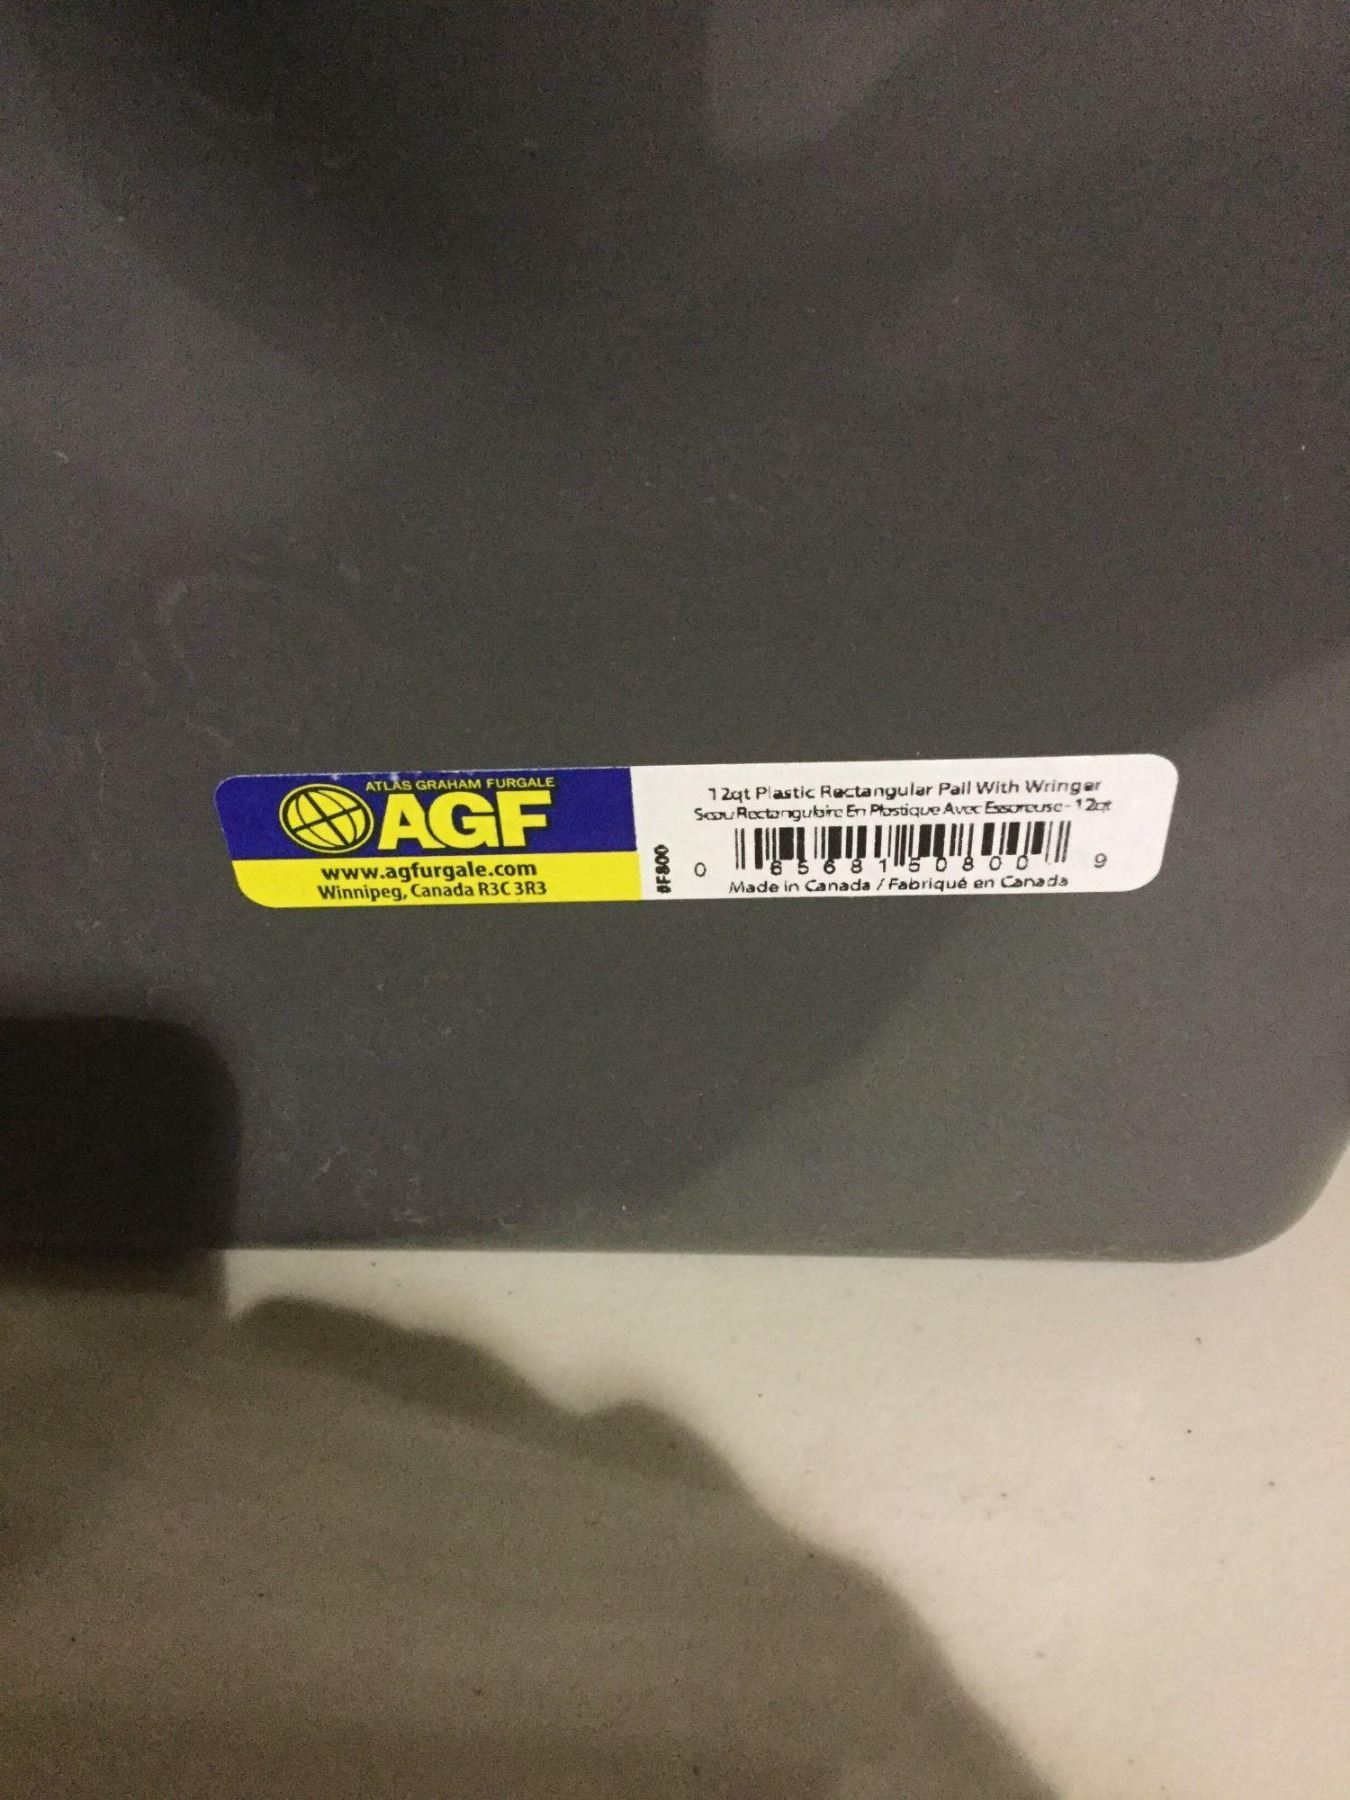 ATLAS GRAHAM FURGALE
AGF
www.agfurgale.com
Winnipeg, Canada R3C 3R3
#F800
12qt Plastic Rectangular Pail With Wringer
Seau Rectangulaire En Plastique Avec Essoreuse - 12qt
0 65681 50800 9
Made in Canada / Fabriqué en Canada